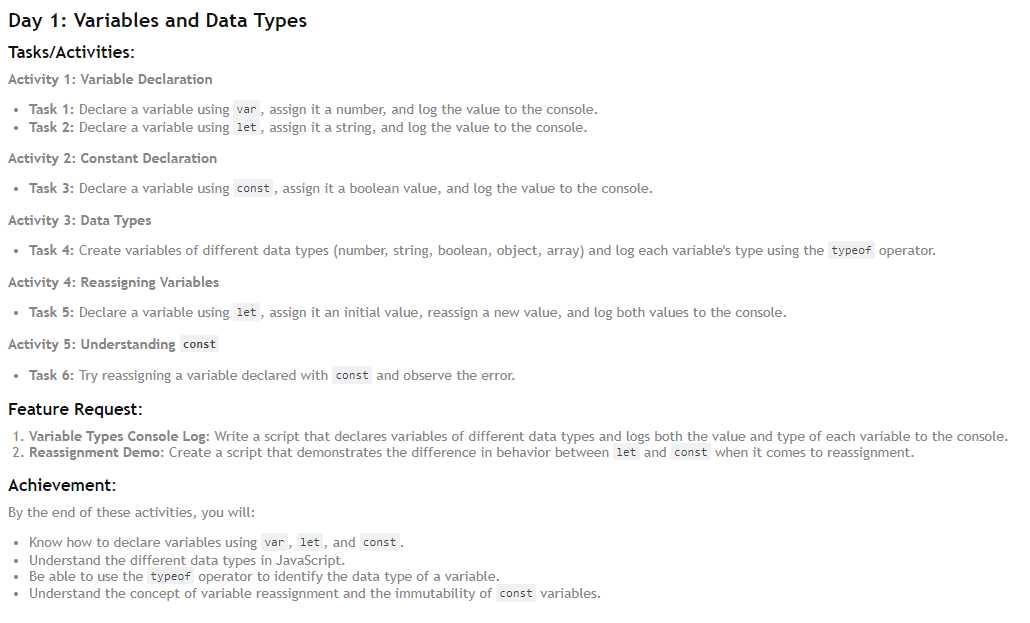 Day 1: Variables and Data Types
Tasks/Activities:
Activity 1: Variable Declaration
• Task 1: Declare a variable using var, assign it a number, and log the value to the console.
• Task 2: Declare a variable using let, assign it a string, and log the value to the console.
Activity 2: Constant Declaration
• Task 3: Declare a variable using const, assign it a boolean value, and log the value to the console.
Activity 3: Data Types
• Task 4: Create variables of different data types (number, string, boolean, object, array) and log each variable's type using the typeof operator.
Activity 4: Reassigning Variables
• Task 5: Declare a variable using let, assign it an initial value, reassign a new value, and log both values to the console.
Activity 5: Understanding const
• Task 6: Try reassigning a variable declared with const and observe the error.
Feature Request:
1. Variable Types Console Log: Write a script that declares variables of different data types and logs both the value and type of each variable to the console.
2. Reassignment Demo: Create a script that demonstrates the difference in behavior between let and const when it comes to reassignment.
Achievement:
By the end of these activities, you will:
• Know how to declare variables using var, let, and const.
• Understand the different data types in JavaScript.
• Be able to use the typeof operator to identify the data type of a variable.
• Understand the concept of variable reassignment and the immutability of const variables.